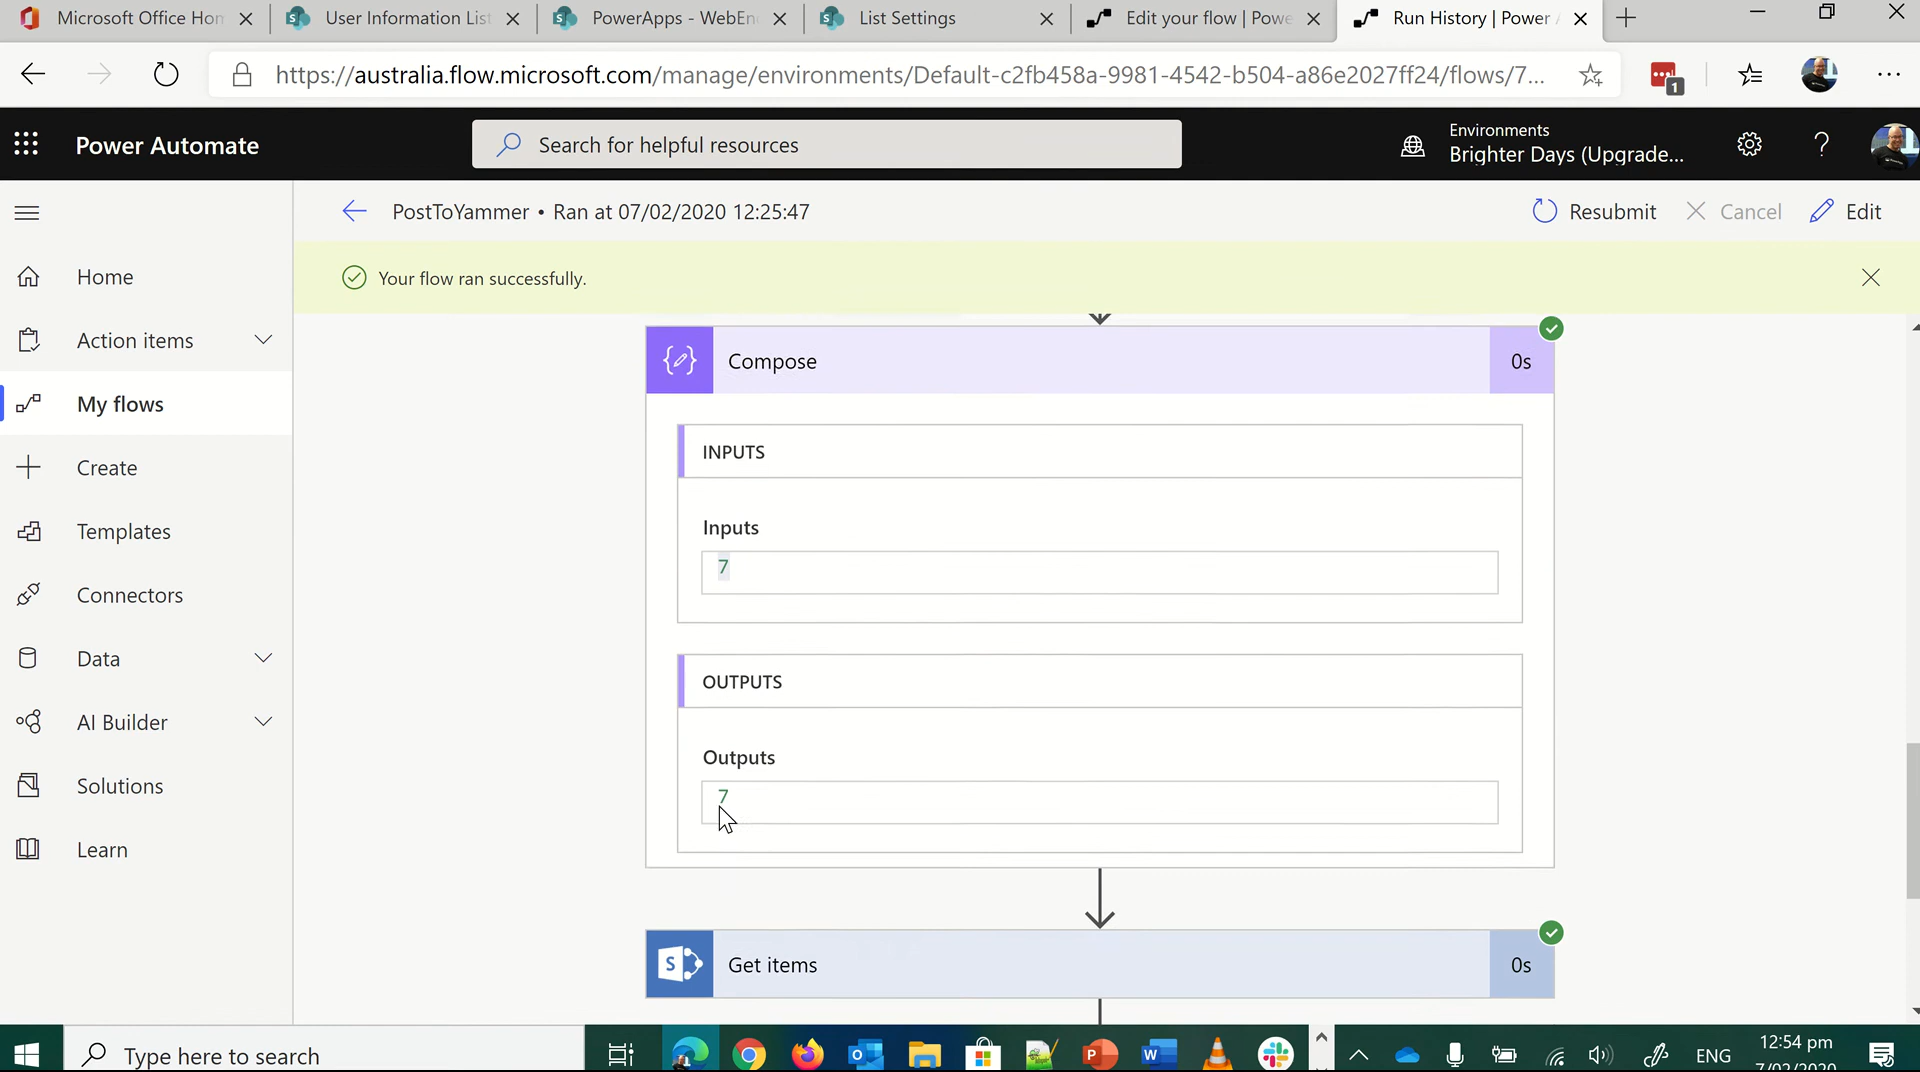 Microsoft Office Hon
User Information List
PowerApps - WebEn
List Settings
Edit your flow | Powe
Run History | Power A
https://australia.flow.microsoft.com/manage/environments/Default-c2fb458a-9981-4542-b504-a86e2027ff24/flows/7...
1
Power Automate
Search for helpful resources
Environments
Brighter Days (Upgrade...
?
PostToYammer • Ran at 07/02/2020 12:25:47
Resubmit
Cancel
Edit
Your flow ran successfully.
Home
Action items
My flows
Create
Templates
Connectors
Data
AI Builder
Solutions
Learn
Compose
0s
INPUTS
Inputs
7
OUTPUTS
Outputs
7
S
Get items
0s
Type here to search
P
W
ENG
12:54 pm
7/02/2020